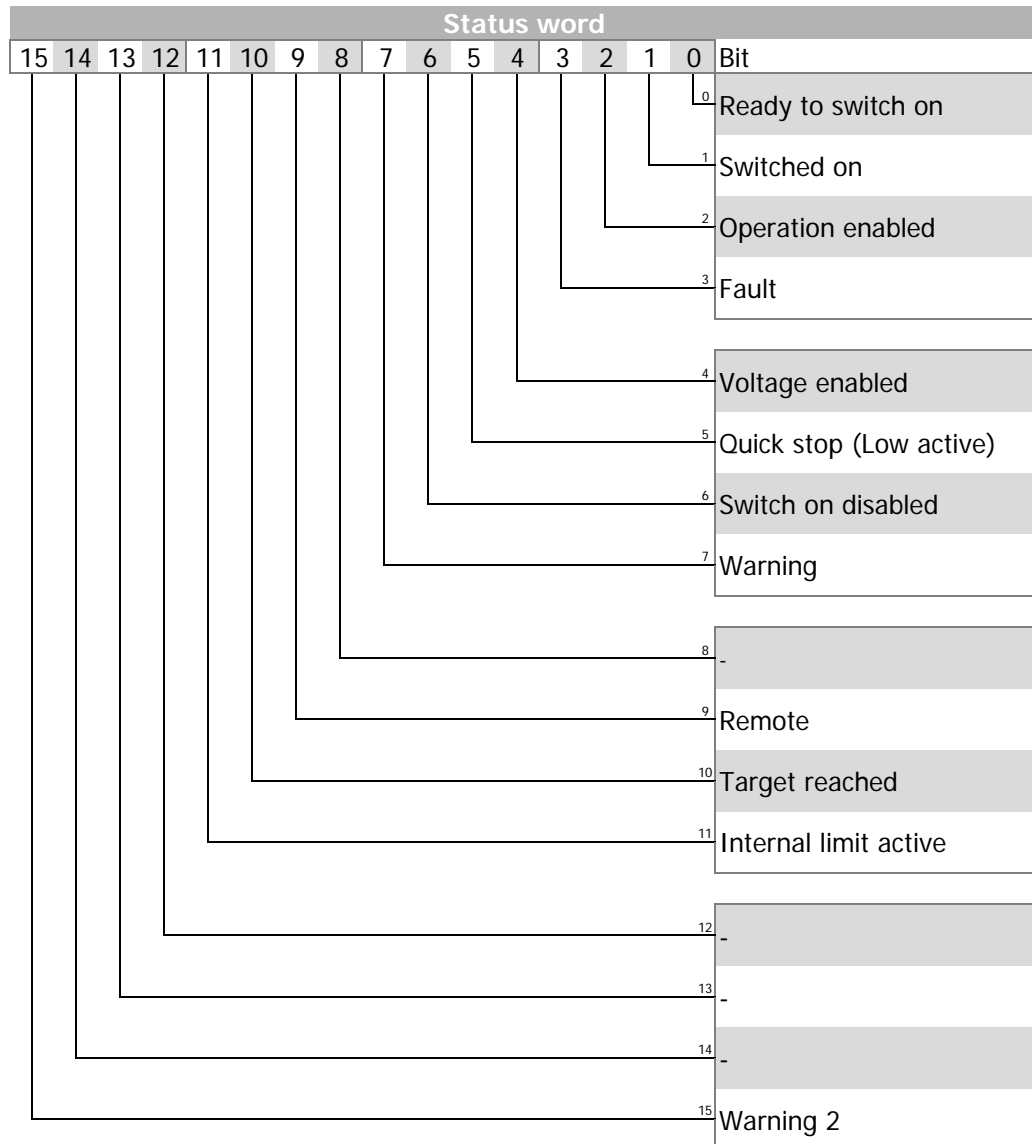 Status word
15 14 13 12 11 10 9 8 7 6 5 4 3 2 1 0 Bit
0 Ready to switch on
1 Switched on
2 Operation enabled
3 Fault
4 Voltage enabled
5 Quick stop (Low active)
6 Switch on disabled
7 Warning
8 -
9 Remote
10 Target reached
11 Internal limit active
12 -
13 -
14 -
15 Warning 2